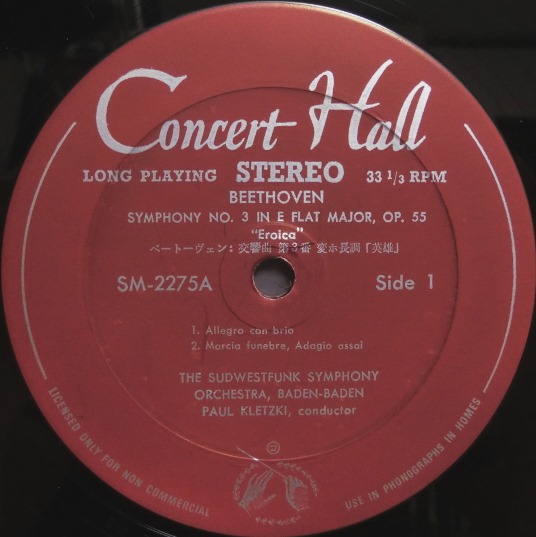 Concert Hall
LONG PLAYING STEREO 33 1/3 RPM
BEETHOVEN
SYMPHONY NO. 3 IN E FLAT MAJOR, OP. 55
"Eroica"
ベートーヴェン: 交響曲 第3番 変ホ長調『英雄』
SM-2275A Side 1
1. Allegro con brio
2. Marcia funebre, Adagio assai
THE SUDWESTFUNK SYMPHONY
ORCHESTRA, BADEN-BADEN
PAUL KLETZKI, conductor
LICENSED ONLY FOR NON COMMERCIAL
USE IN PHONOGRAPHS IN HOMES